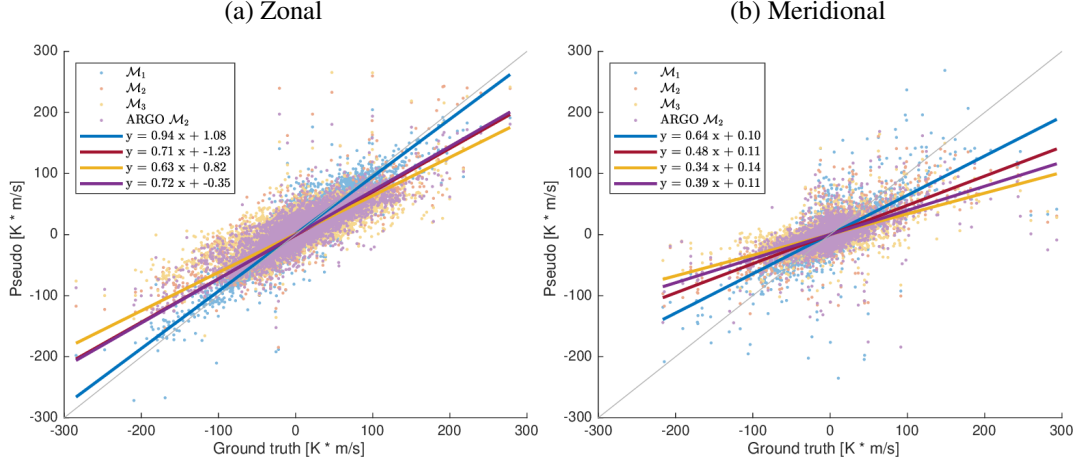 (a) Zonal
300
200
100
0
-100
-200
-300
-300
-200
-100
0
100
200
300
Pseudo [K * m/s]
Ground truth [K * m/s]
M₁
M₂
M₃
ARGO M₂
y = 0.94 x + 1.08
y = 0.71 x + -1.23
y = 0.63 x + 0.82
y = 0.72 x + -0.35
(b) Meridional
300
200
100
0
-100
-200
-300
-300
-200
-100
0
100
200
300
Pseudo [K * m/s]
Ground truth [K * m/s]
M₁
M₂
M₃
ARGO M₂
y = 0.64 x + 0.10
y = 0.48 x + 0.11
y = 0.34 x + 0.14
y = 0.39 x + 0.11